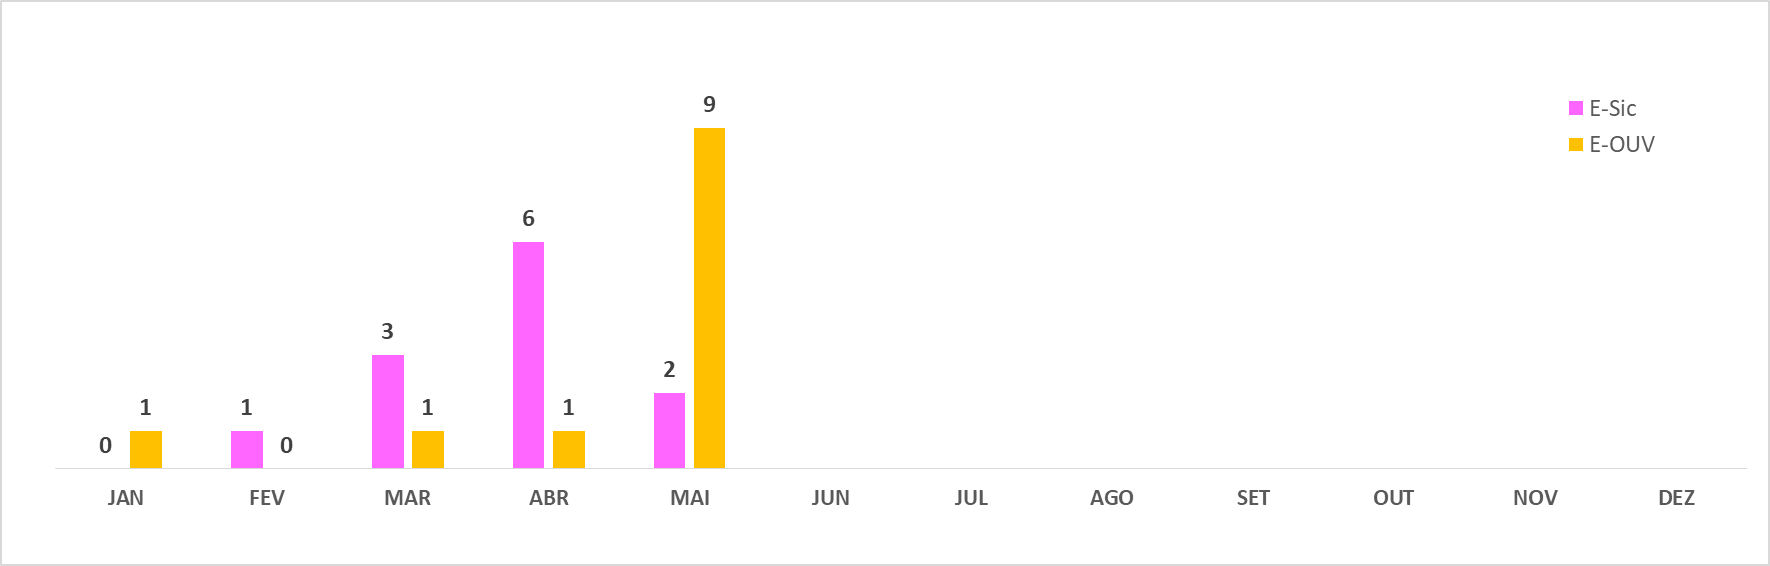 9
E-Sic
E-OUV
6
3
2
1 1 1 1
0 0
JAN FEV MAR ABR MAI JUN JUL AGO SET OUT NOV DEZ